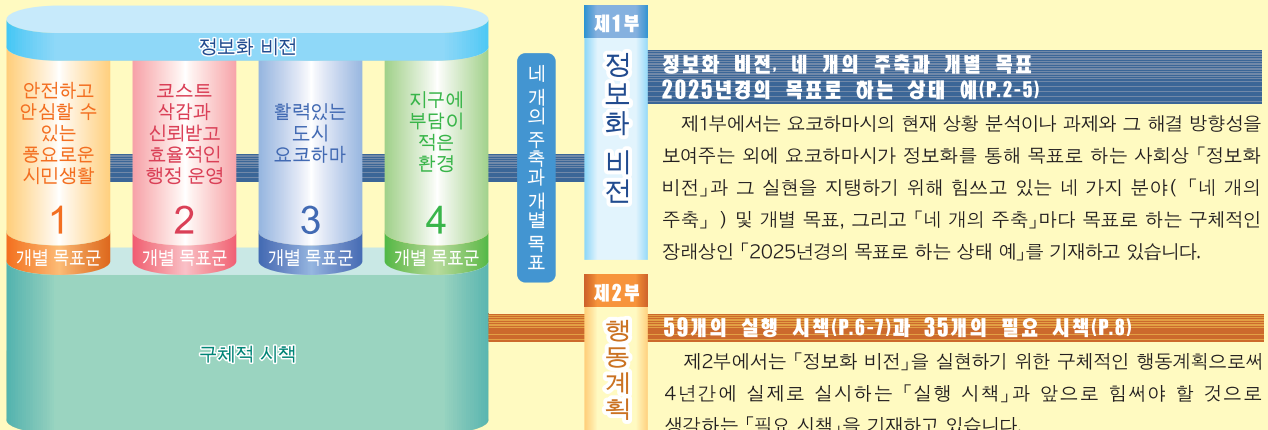 정보화 비전
안전하고
안심할 수
있는
풍요로운
시민생활
1
개별 목표군
코스트
삭감과
신뢰받고
효율적인
행정 운영
2
개별 목표군
활력있는
도시
요코하마
3
개별 목표군
지구에
부담이
적은
환경
4
개별 목표군
구체적 시책
네 개의 주축과 개별 목표
제1부
정보화 비전
정보화 비전, 네 개의 주축과 개별 목표
2025년경의 목표로 하는 상태 예(P.2-5)
제1부에서는 요코하마시의 현재 상황 분석이나 과제와 그 해결 방향성을
보여주는 외에 요코하마시가 정보화를 통해 목표로 하는 사회상「정보화
비전」과 그 실현을 지탱하기 위해 힘쓰고 있는 네 가지 분야(「네 개의
주축」) 및 개별 목표, 그리고「네 개의 주축」마다 목표로 하는 구체적인
장래상인「2025년경의 목표로 하는 상태 예」를 기재하고 있습니다.
제2부
행동계획
59개의 실행 시책(P.6-7)과 35개의 필요 시책(P.8)
제2부에서는「정보화 비전」을 실현하기 위한 구체적인 행동계획으로써
4년간에 실제로 실시하는「실행 시책」과 앞으로 힘써야 할 것으로
생각하는「필요 시책」을 기재하고 있습니다.